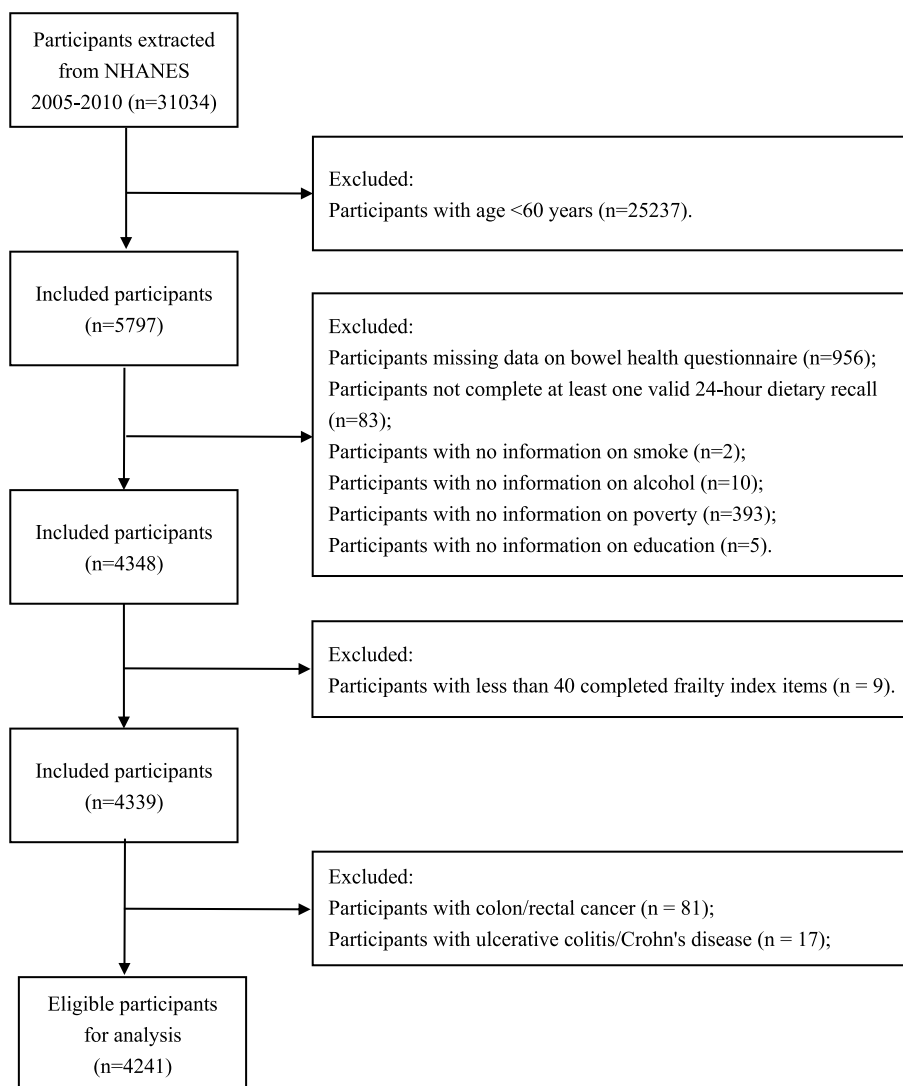 Participants extracted
from NHANES
2005-2010 (n=31034)
Excluded:
Participants with age <60 years (n=25237).
Included participants
(n=5797)
Excluded:
Participants missing data on bowel health questionnaire (n=956);
Participants not complete at least one valid 24-hour dietary recall
(n=83);
Participants with no information on smoke (n=2);
Participants with no information on alcohol (n=10);
Participants with no information on poverty (n=393);
Participants with no information on education (n=5).
Included participants
(n=4348)
Excluded:
Participants with less than 40 completed frailty index items (n = 9).
Included participants
(n=4339)
Excluded:
Participants with colon/rectal cancer (n = 81);
Participants with ulcerative colitis/Crohn's disease (n = 17);
Eligible participants
for analysis
(n=4241)